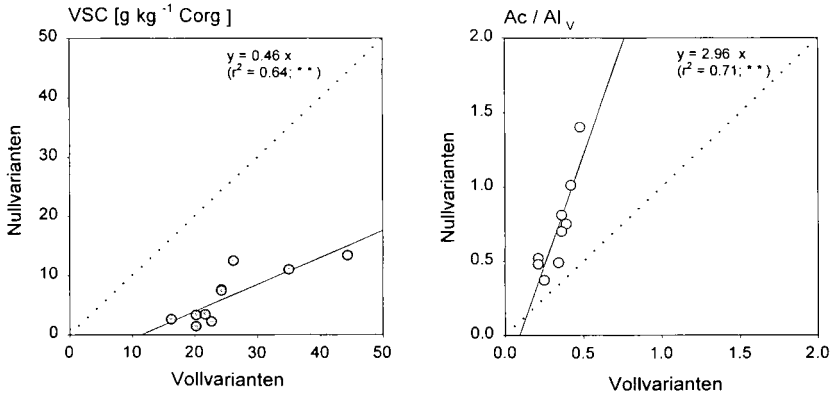 VSC [g kg⁻¹ Corg ]
50
40
30
20
10
0
0 10 20 30 40 50
Nullvarianten
Vollvarianten
y = 0.46 x
(r² = 0.64; **)
Ac / Al V
2.0
1.5
1.0
0.5
0.0
0.0 0.5 1.0 1.5 2.0
Nullvarianten
Vollvarianten
y = 2.96 x
(r² = 0.71; **)